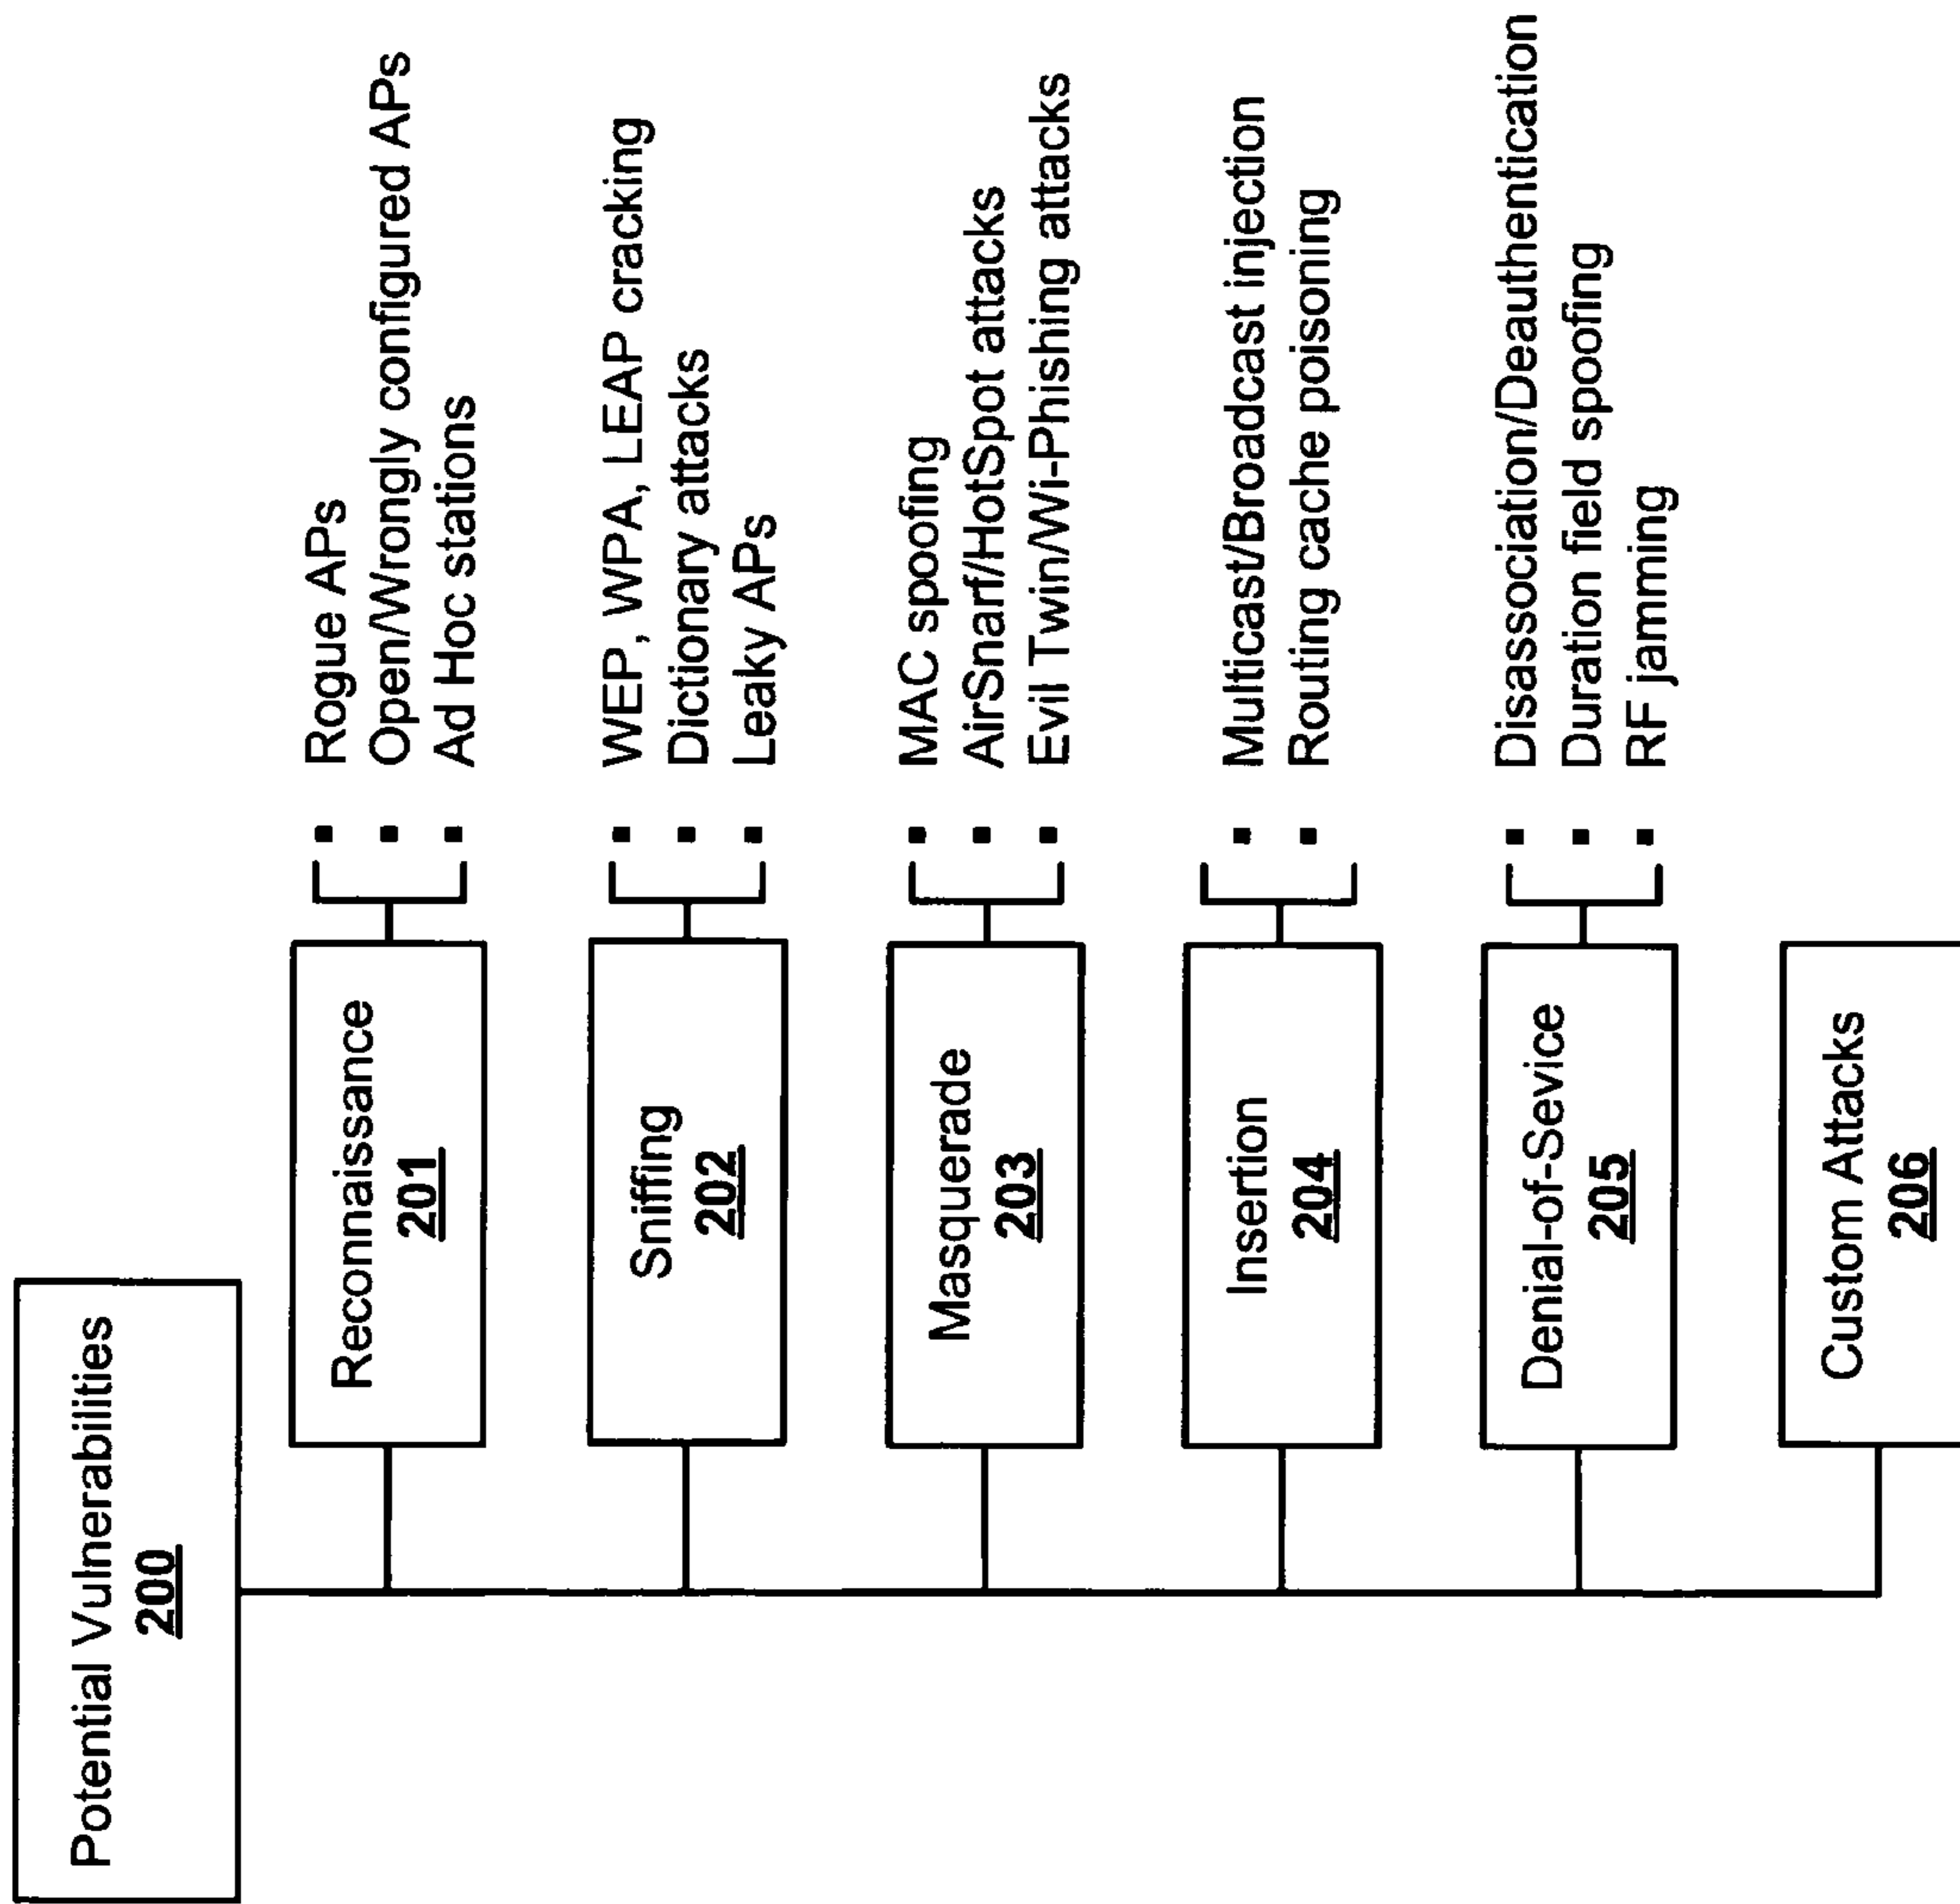 Potential Vulnerabilities
200
Reconnaissance
201
▪ Rogue APs
▪ Open/Wrongly configured APs
▪ Ad Hoc stations
Sniffing
202
▪ WEP, WPA, LEAP cracking
▪ Dictionary attacks
▪ Leaky APs
Masquerade
203
▪ MAC spoofing
▪ AirSnarf/HotSpot attacks
▪ Evil Twin/Wi-Phishing attacks
Insertion
204
▪ Multicast/Broadcast injection
▪ Routing cache poisoning
Denial-of-Sevice
205
▪ Disassociation/Deauthentication
▪ Duration field spoofing
▪ RF jamming
Custom Attacks
206